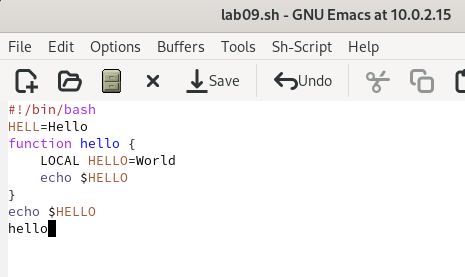 lab09.sh - GNU Emacs at 10.0.2.15
File Edit Options Buffers Tools Sh-Script Help
Save Undo
#!/bin/bash
HELL=Hello
function hello {
    LOCAL HELLO=World
    echo $HELLO
}
echo $HELLO
hello